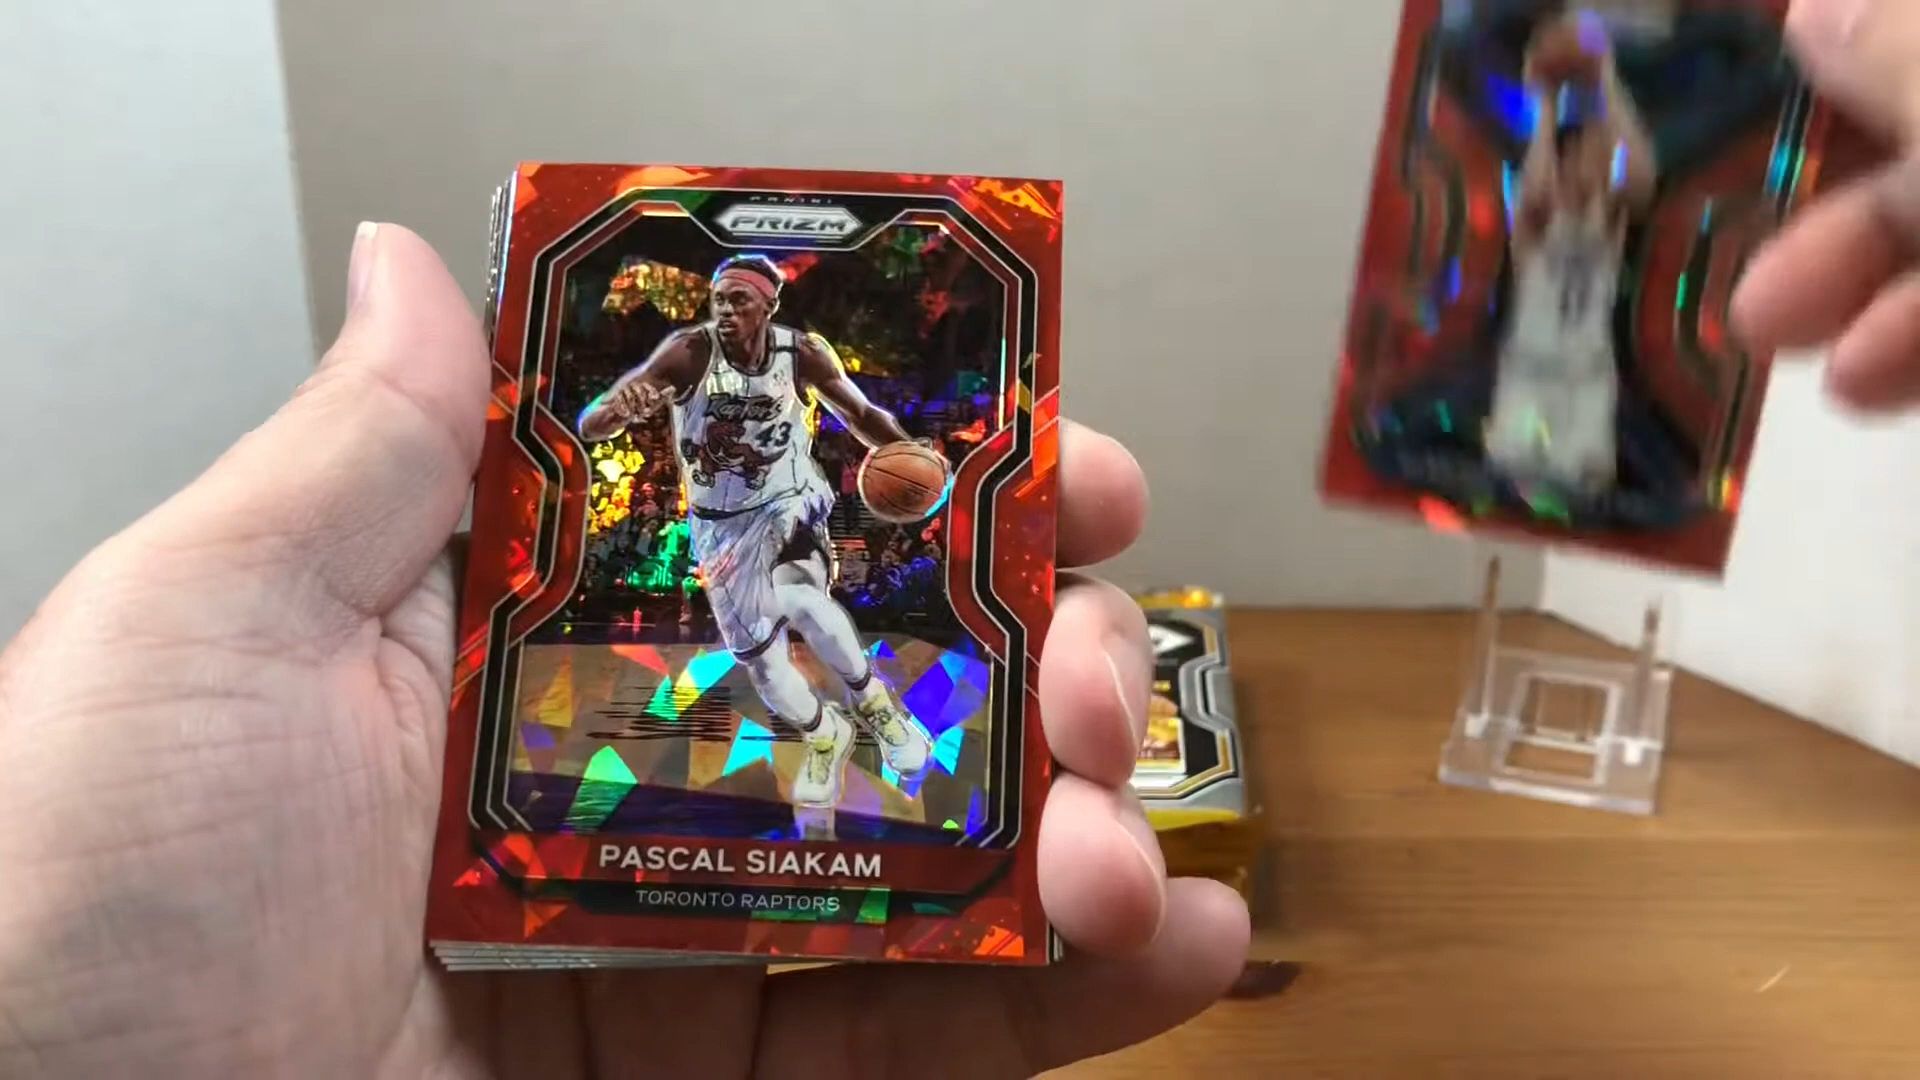 PANINI
PRIZM
Raptors
43
PASCAL SIAKAM
TORONTO RAPTORS